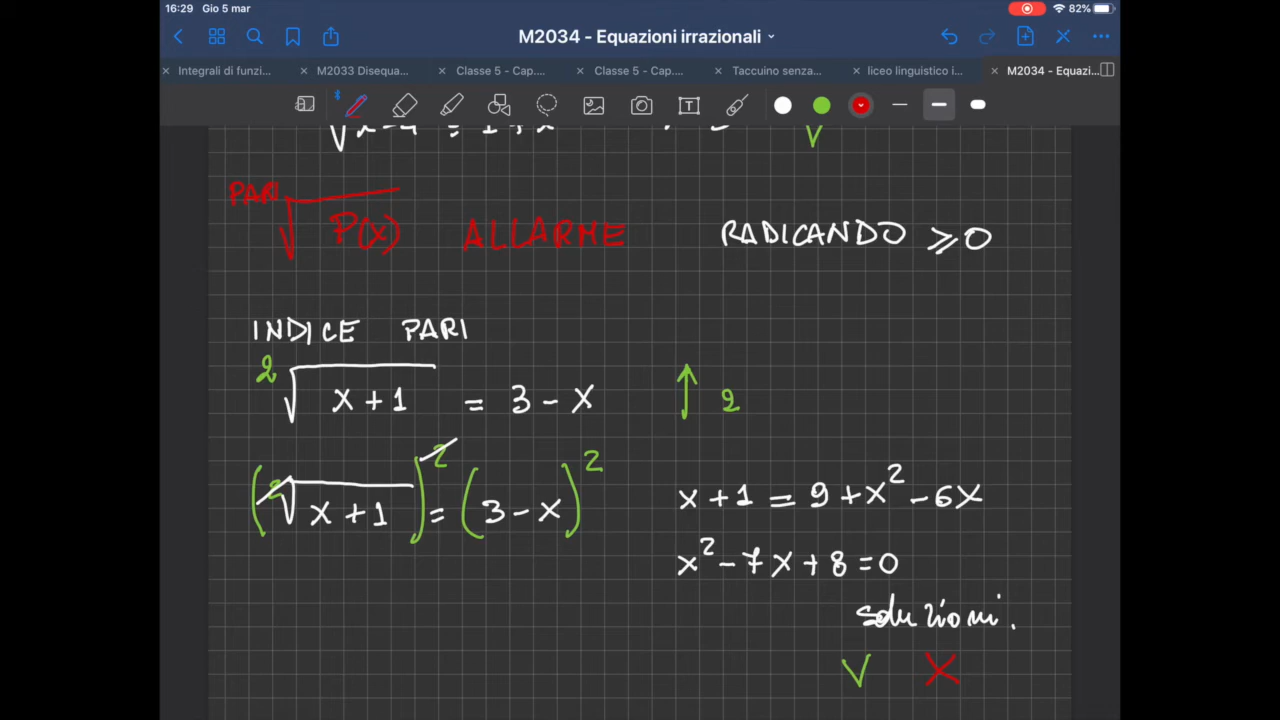 16:29 Gio 5 mar 82%
M2034 - Equazioni irrazionali
Integrali di funzi... M2033 Disequa... Classe 5 - Cap.... Classe 5 - Cap.... Taccuino senza... liceo linguistico i... M2034 - Equazi...
PARI √P(x) ALLARME RADICANDO ⩾0
INDICE PARI
2 √x+1 = 3-x ↑ 2
(2√x+1)2 = (3-x)2
x+1 = 9+x2-6x
x2-7x+8=0
soluzioni.
V X